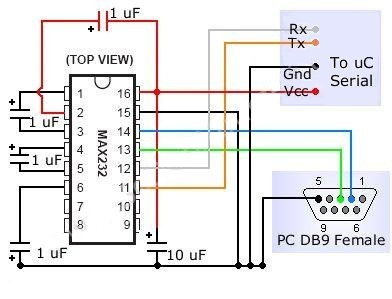 1 uF
(TOP VIEW)
Rx
Tx
To uC
Serial
Gnd
Vcc
1 16
2 15
3 14
4 13
5 12
6 11
7 10
8 9
MAX232
1 uF
1 uF
1 uF
10 uF
5 1
9 6
PC DB9 Female